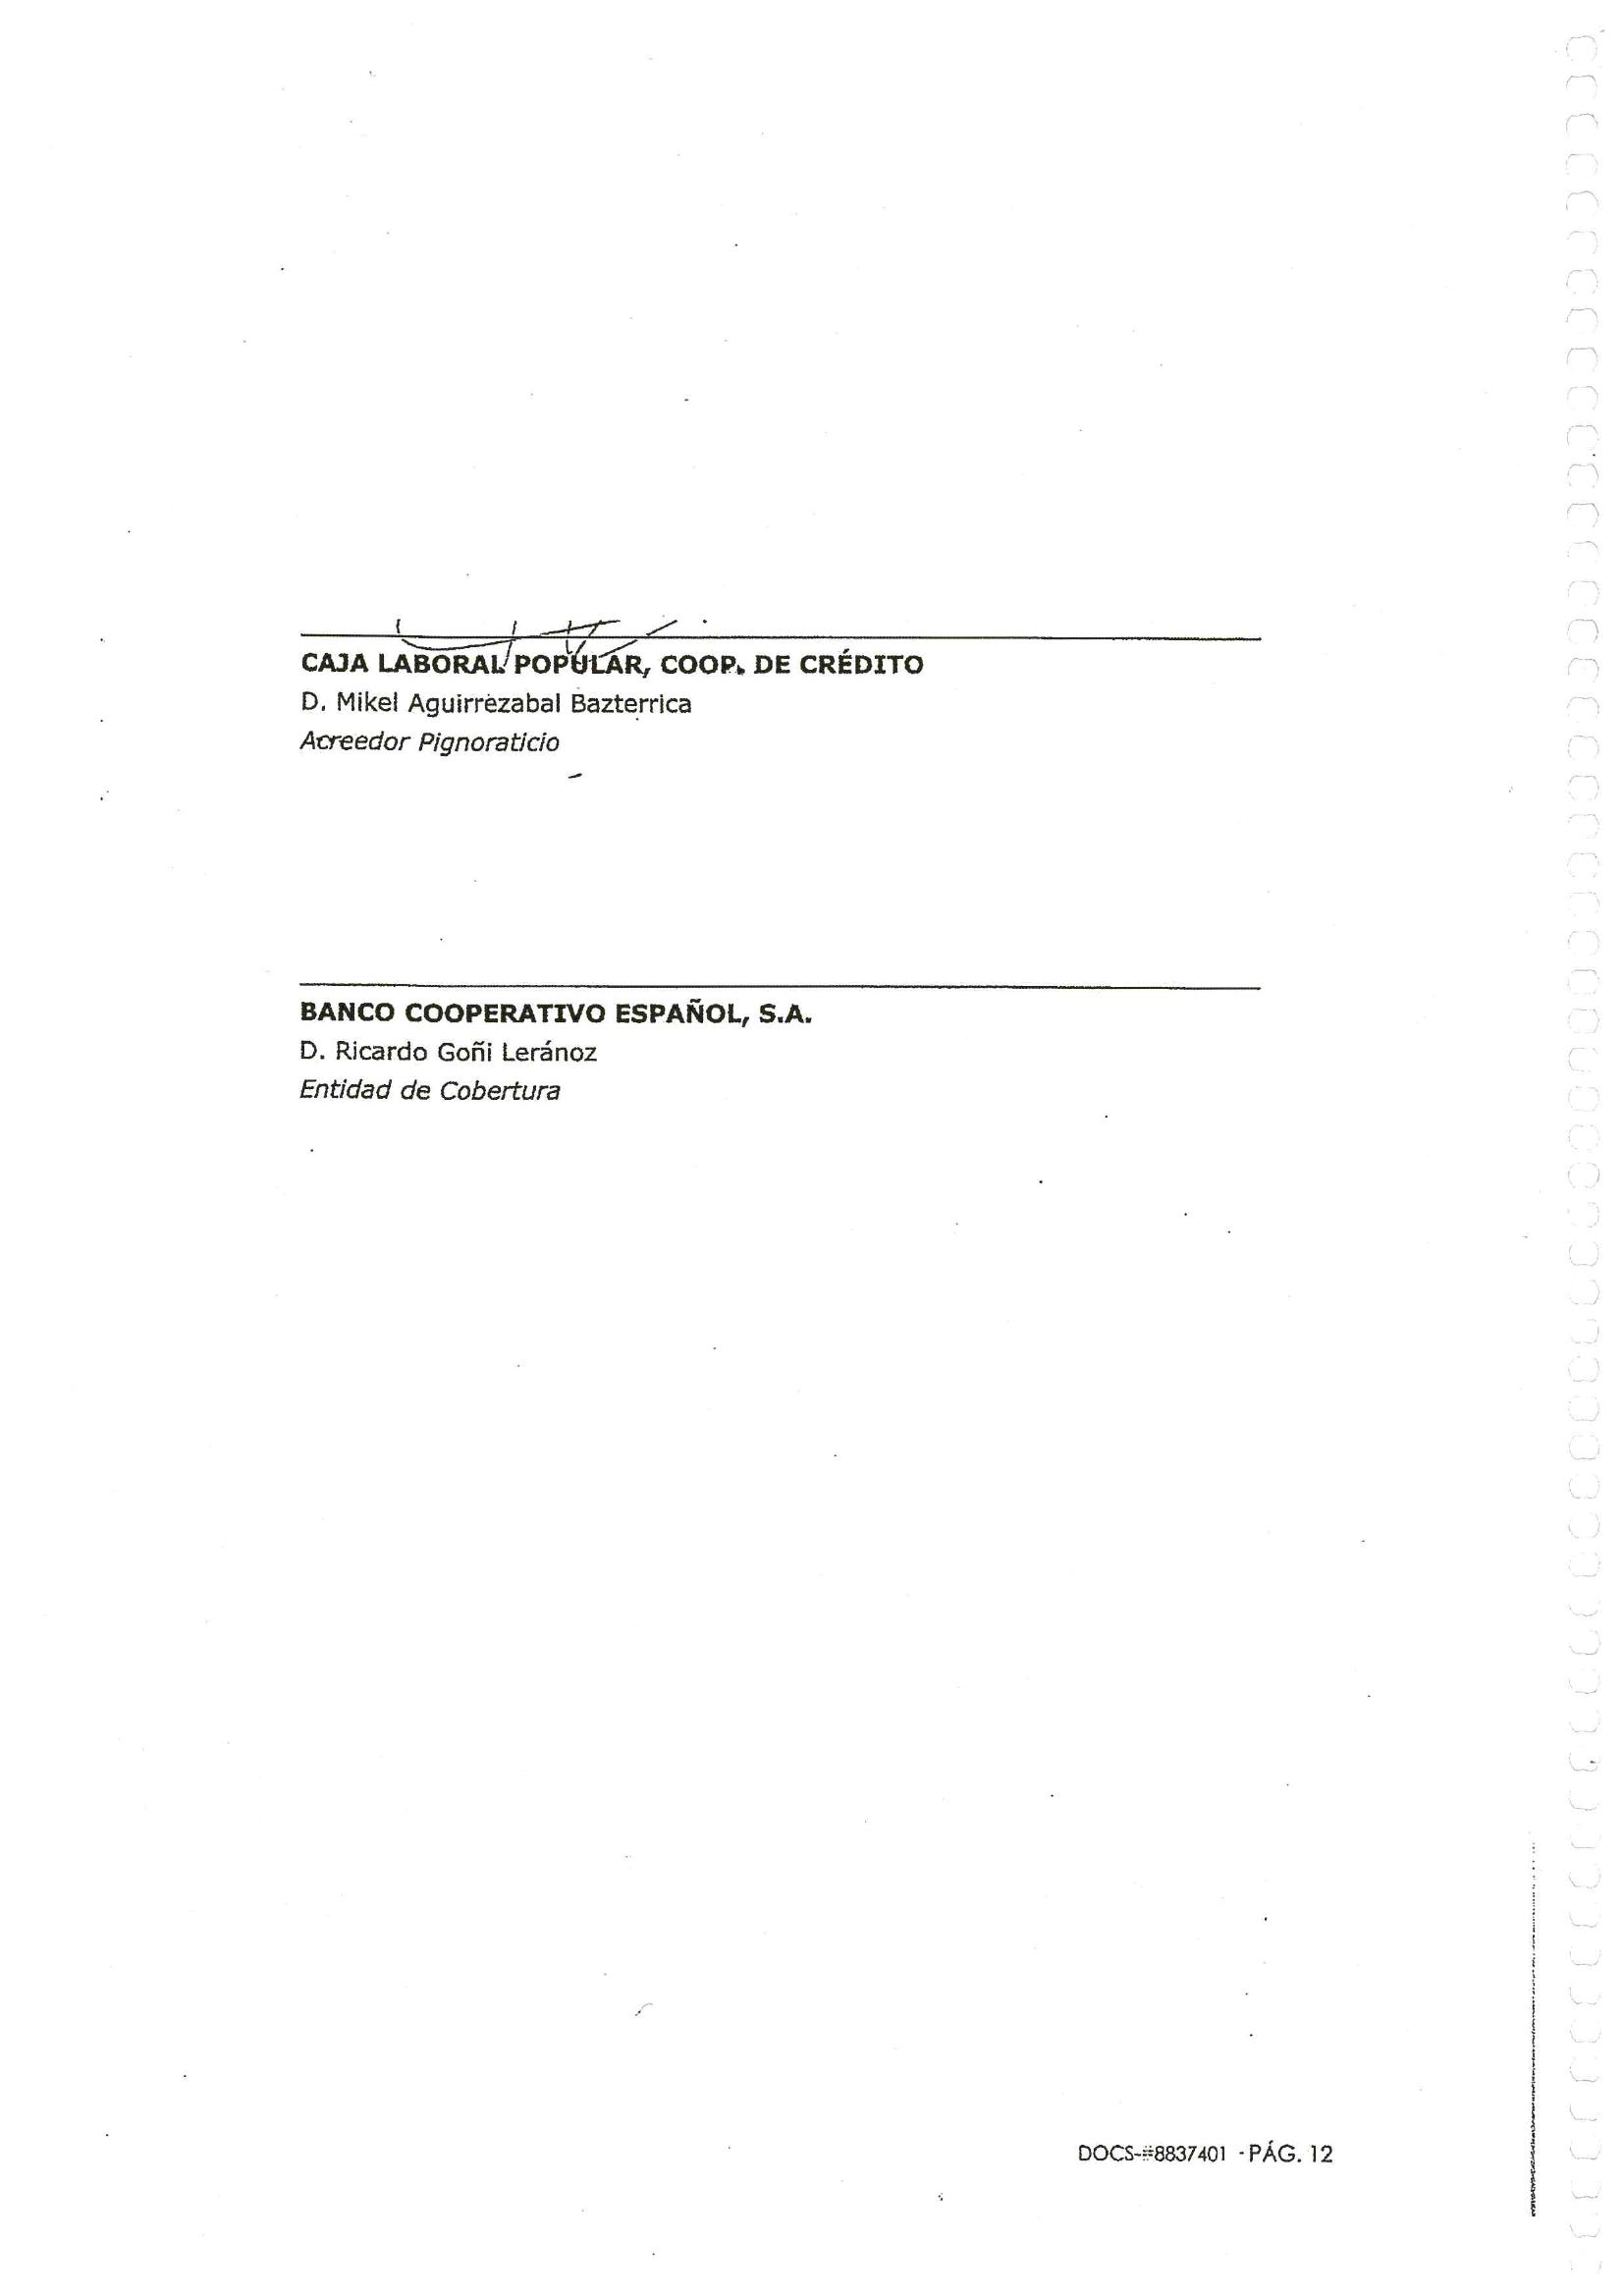 CAJA LABORAL POPULAR, COOP. DE CRÉDITO
D. Mikel Aguirrezabal Bazterrica
Acreedor Pignoraticio
BANCO COOPERATIVO ESPAÑOL, S.A.
D. Ricardo Goñi Leránoz
Entidad de Cobertura
DOCS-#8837401 - PÁG. 12